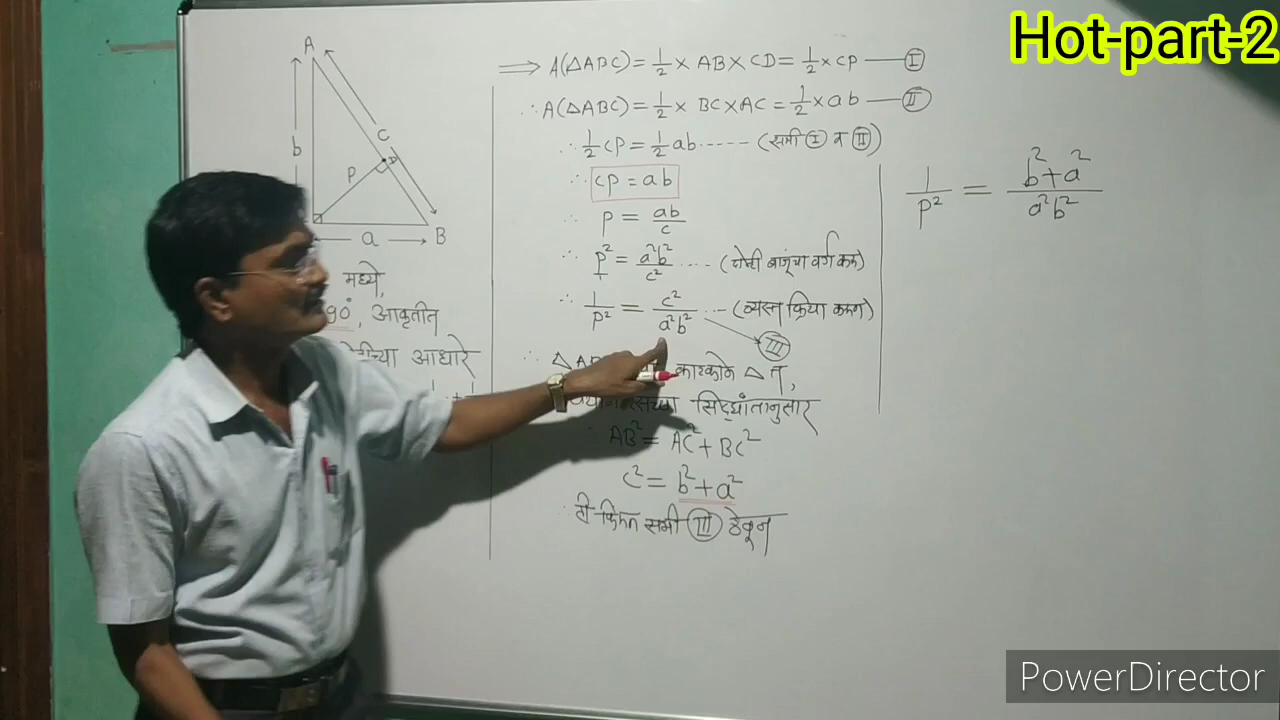 Hot-part-2
A
b
C
P
D
a
B
मध्ये,
90°, आकृतीत
आधारे
⟹ A(△ABC) = 1/2 × AB × CD = 1/2 × CP — Ⓘ
∴ A(△ABC) = 1/2 × BC × AC = 1/2 × ab — Ⅱ
∴ 1/2 CP = 1/2 ab ----- (समी Ⓘ व Ⅱ)
∴ CP = ab
∴ P = ab/c
∴ P² = a²b²/c² .... (दोन्ही बाजूंचा वर्ग करून)
∴ 1/P² = c²/a²b² ... (व्यस्त क्रिया करून)
Ⅲ
∴ △ काटकोन △ त,
सिद्धांतानुसार
∴ AB² = AC² + BC²
C² = b² + a²
∴ ही किंमत समी Ⅲ ठेवून
1/P² = b² + a² / a²b²
PowerDirector